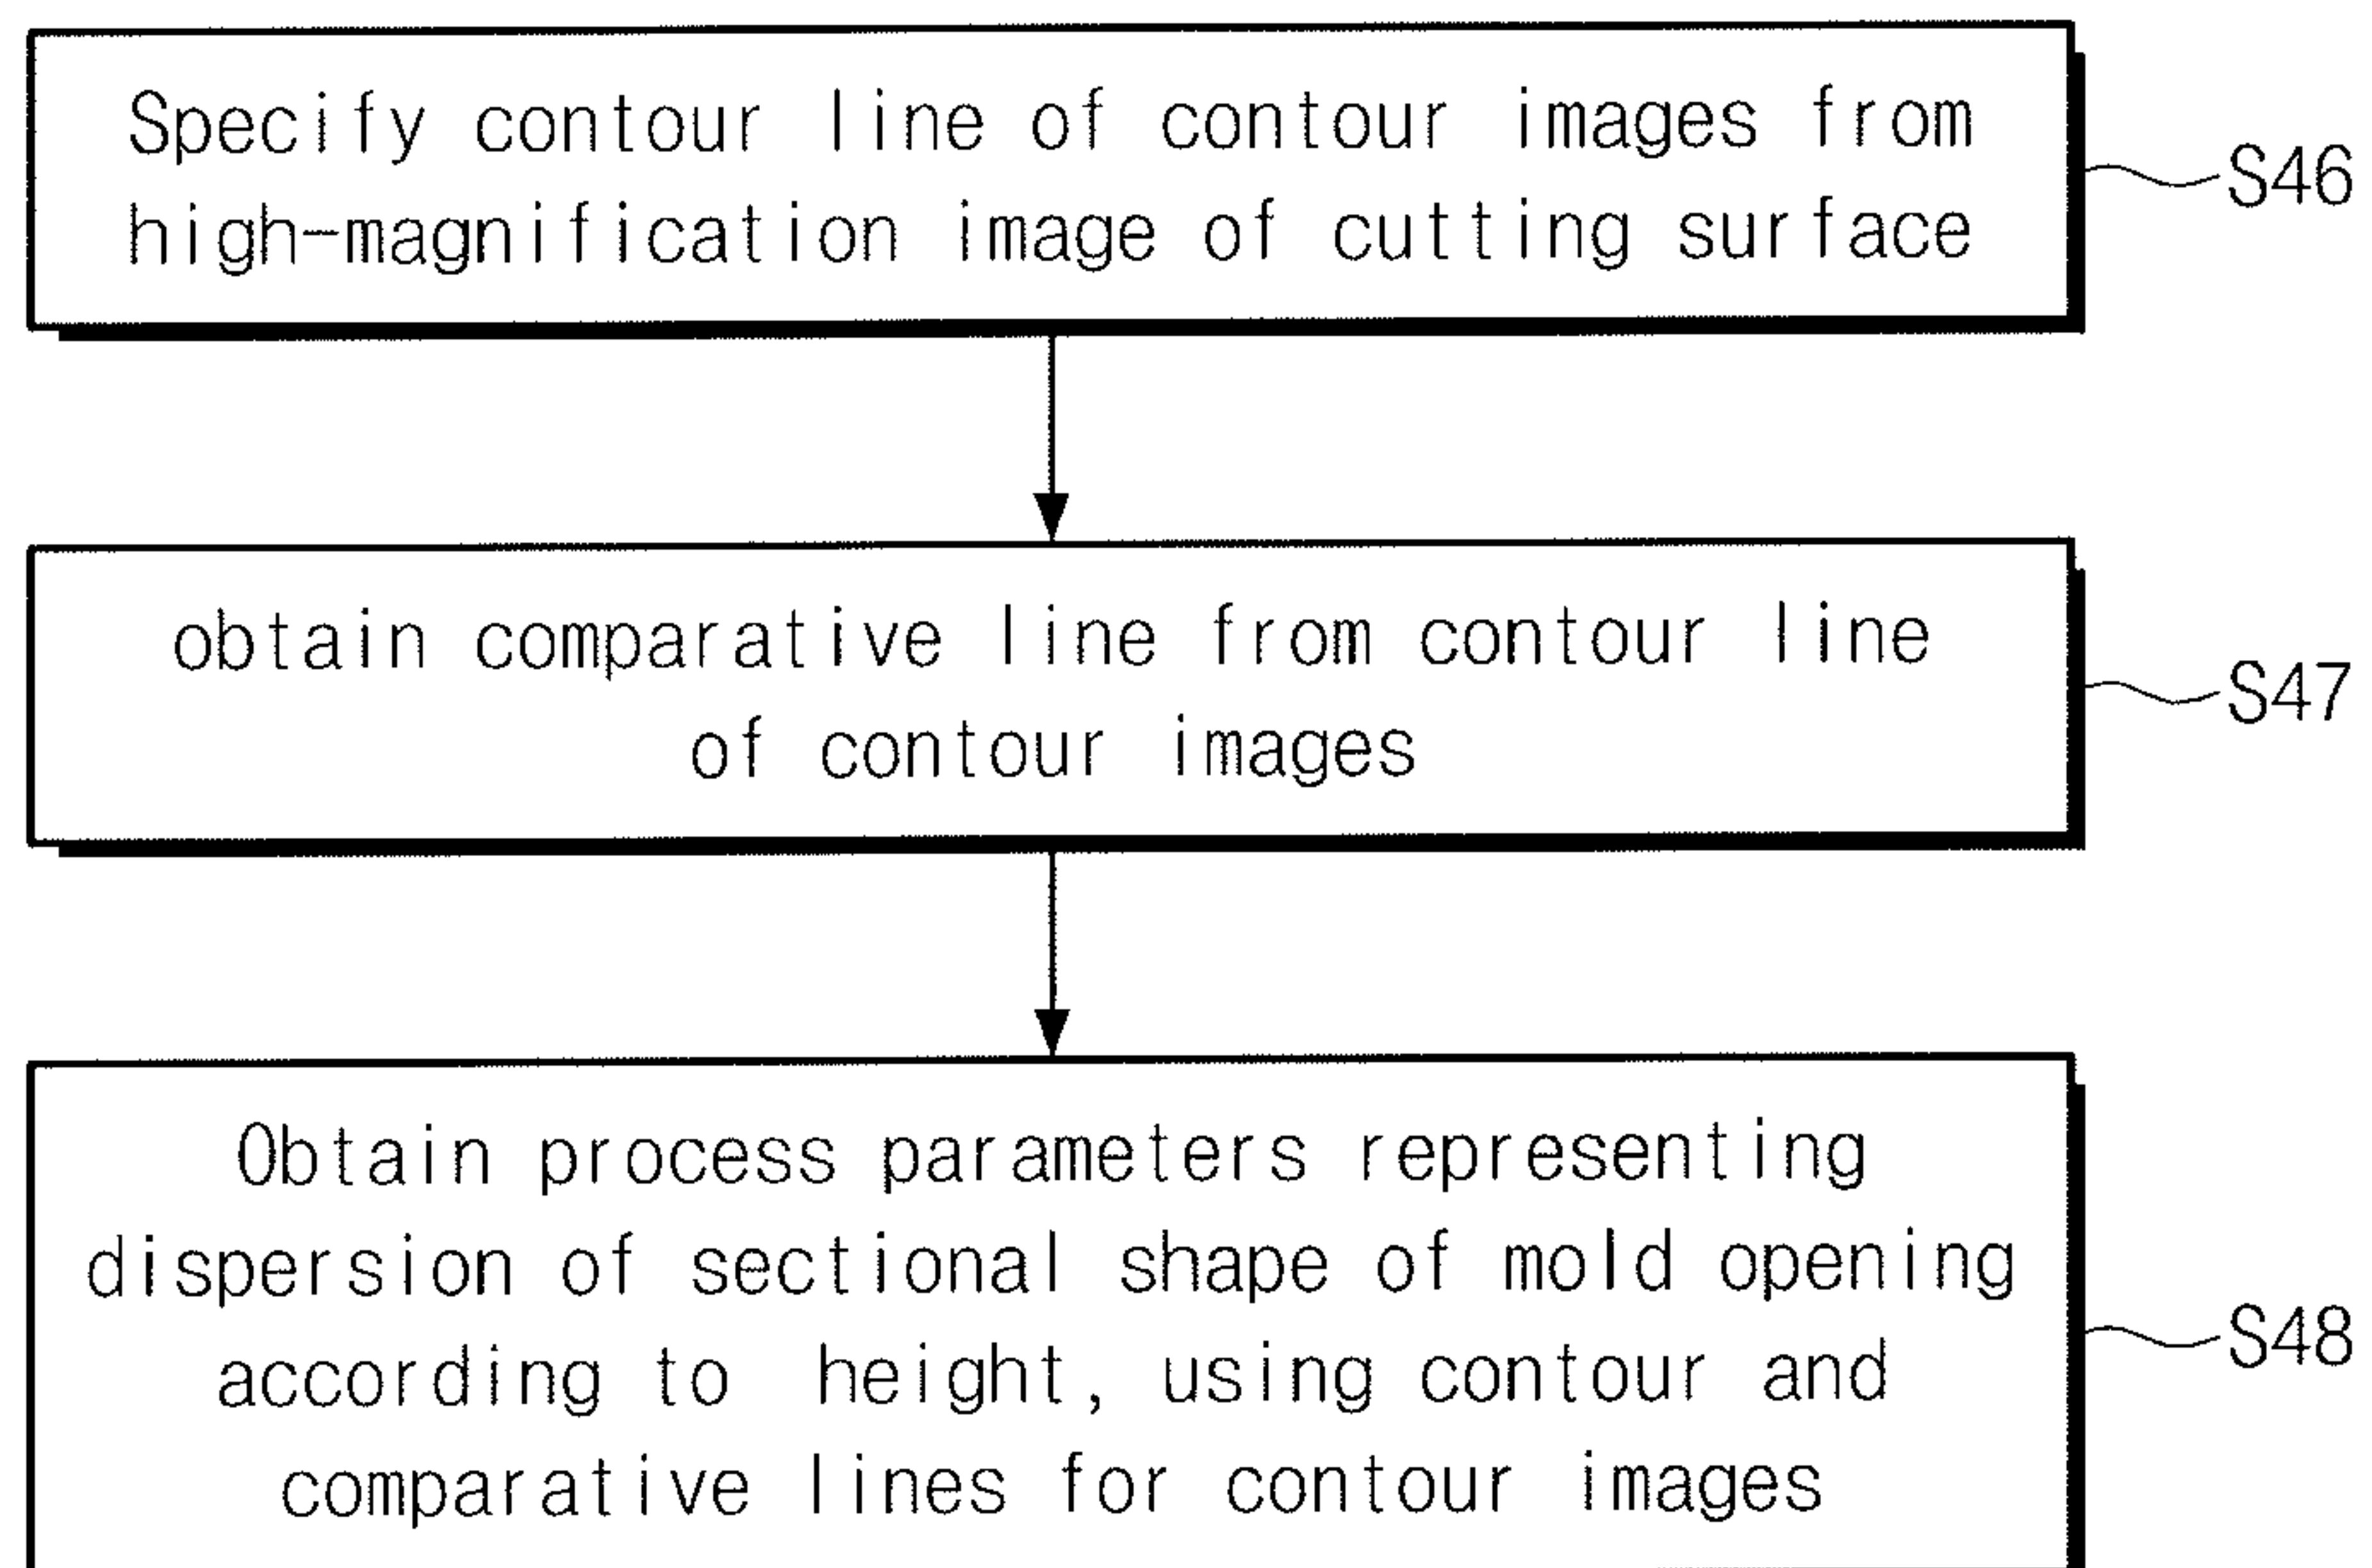 Specify contour line of contour images from
high-magnification image of cutting surface
S46
obtain comparative line from contour line
of contour images
S47
Obtain process parameters representing
dispersion of sectional shape of mold opening
according to height, using contour and
comparative lines for contour images
S48